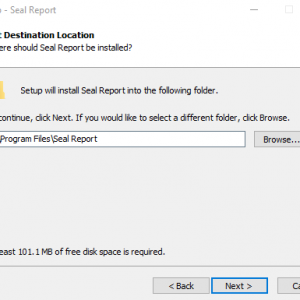 - Seal Report
Destination Location
ere should Seal Report be installed?
Setup will install Seal Report into the following folder.
continue, click Next. If you would like to select a different folder, click Browse.
\Program Files\Seal Report
Browse...
east 101.1 MB of free disk space is required.
< Back
Next >
Ca